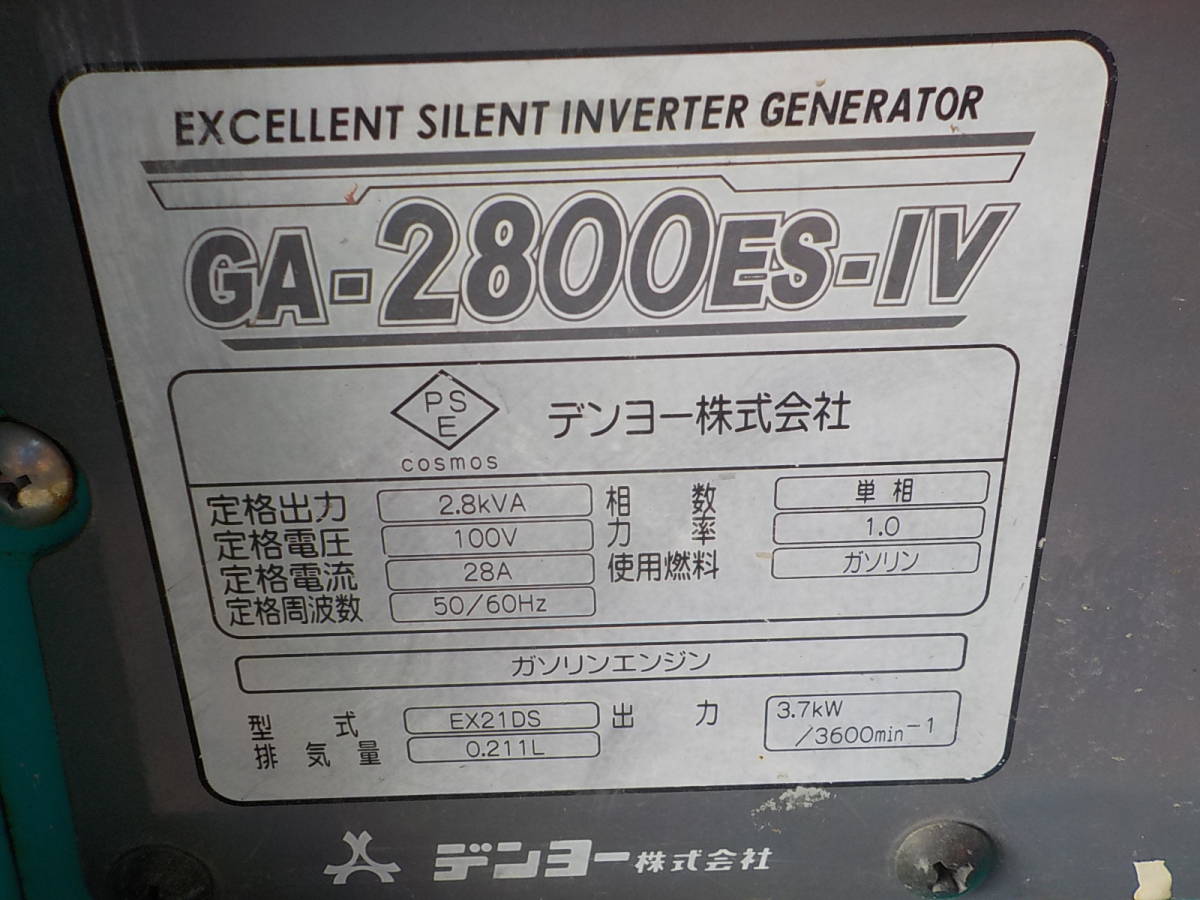 EXCELLENT SILENT INVERTER GENERATOR
GA-2800ES-IV
PSE
cosmos
デンヨー株式会社
定格出力 2.8kVA 相数 単相
定格電圧 100V 力率 1.0
定格電流 28A 使用燃料 ガソリン
定格周波数 50/60Hz
ガソリンエンジン
型式 EX21DS 出力 3.7kW
/3600min⁻¹
排気量 0.211L
デンヨー株式会社